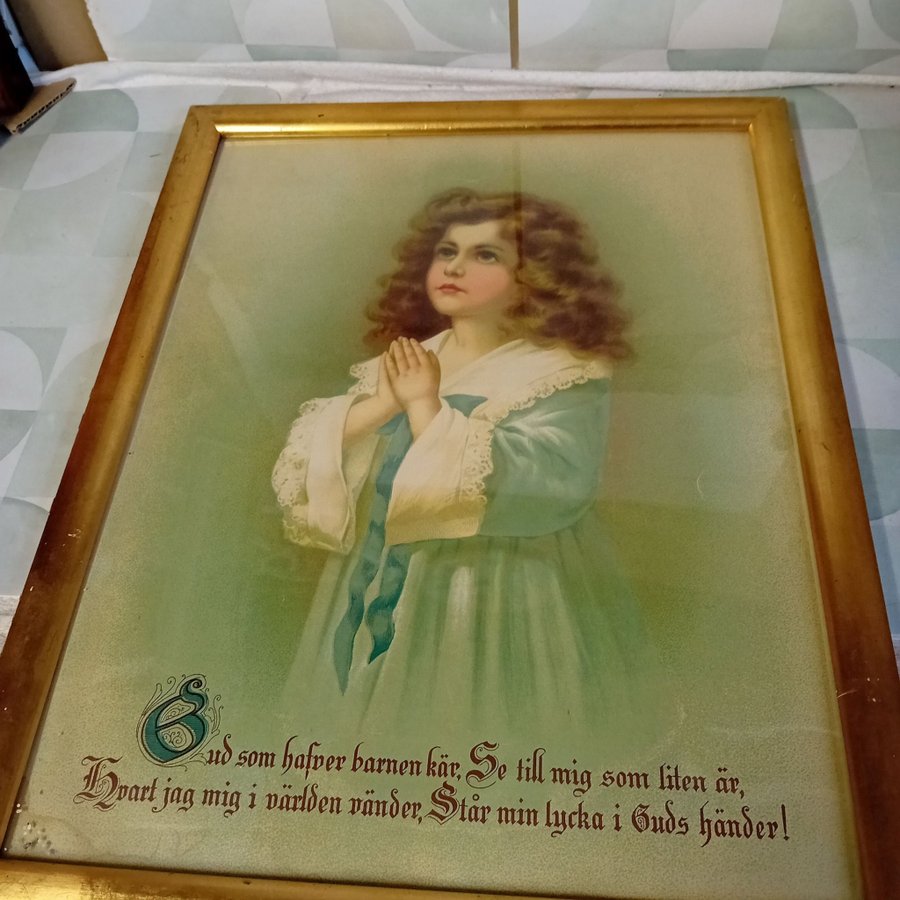 Gud som hafver barnen kär, Se till mig som liten är,
Hvart jag mig i världen vänder, Står min lycka i Guds händer!